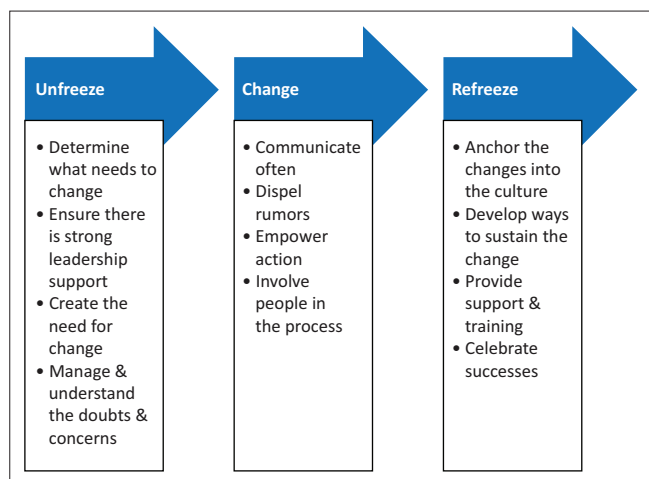 Unfreeze
• Determine
what needs to
change
• Ensure there
is strong
leadership
support
• Create the
need for
change
• Manage &
understand
the doubts &
concerns
Change
• Communicate
often
• Dispel
rumors
• Empower
action
• Involve
people in
the process
Refreeze
• Anchor the
changes into
the culture
• Develop ways
to sustain the
change
• Provide
support &
training
• Celebrate
successes